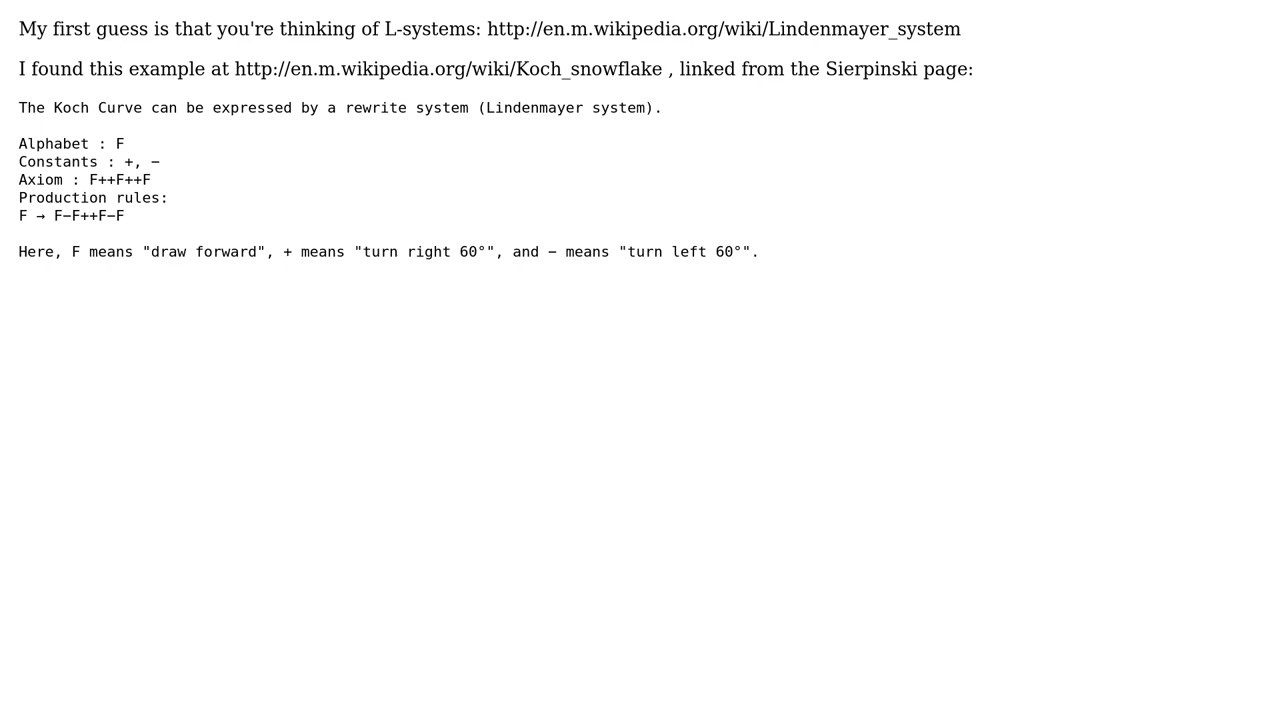 My first guess is that you're thinking of L-systems: http://en.m.wikipedia.org/wiki/Lindenmayer_system
I found this example at http://en.m.wikipedia.org/wiki/Koch_snowflake , linked from the Sierpinski page:
The Koch Curve can be expressed by a rewrite system (Lindenmayer system).
Alphabet : F
Constants : +, −
Axiom : F++F++F
Production rules:
F → F−F++F−F
Here, F means "draw forward", + means "turn right 60°", and − means "turn left 60°".